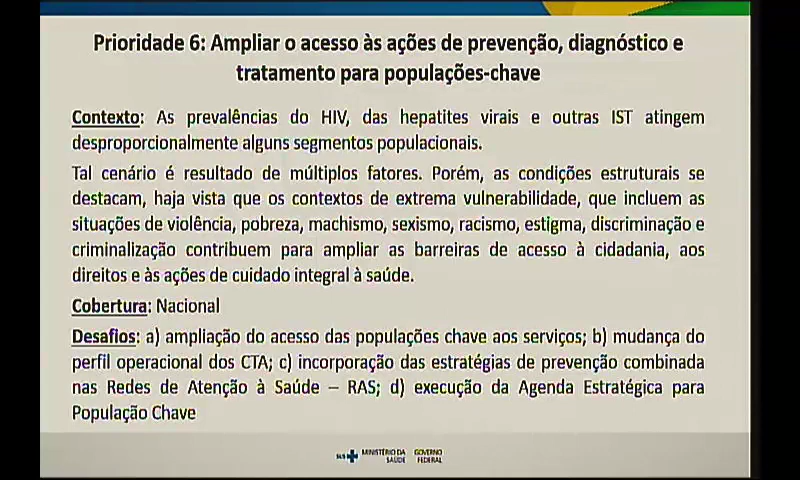 Prioridade 6: Ampliar o acesso às ações de prevenção, diagnóstico e
tratamento para populações-chave
Contexto: As prevalências do HIV, das hepatites virais e outras IST atingem
desproporcionalmente alguns segmentos populacionais.
Tal cenário é resultado de múltiplos fatores. Porém, as condições estruturais se
destacam, haja vista que os contextos de extrema vulnerabilidade, que incluem as
situações de violência, pobreza, machismo, sexismo, racismo, estigma, discriminação e
criminalização contribuem para ampliar as barreiras de acesso à cidadania, aos
direitos e às ações de cuidado integral à saúde.
Cobertura: Nacional
Desafios: a) ampliação do acesso das populações chave aos serviços; b) mudança do
perfil operacional dos CTA; c) incorporação das estratégias de prevenção combinada
nas Redes de Atenção à Saúde – RAS; d) execução da Agenda Estratégica para
População Chave
SUS MINISTÉRIO DA SAÚDE GOVERNO FEDERAL